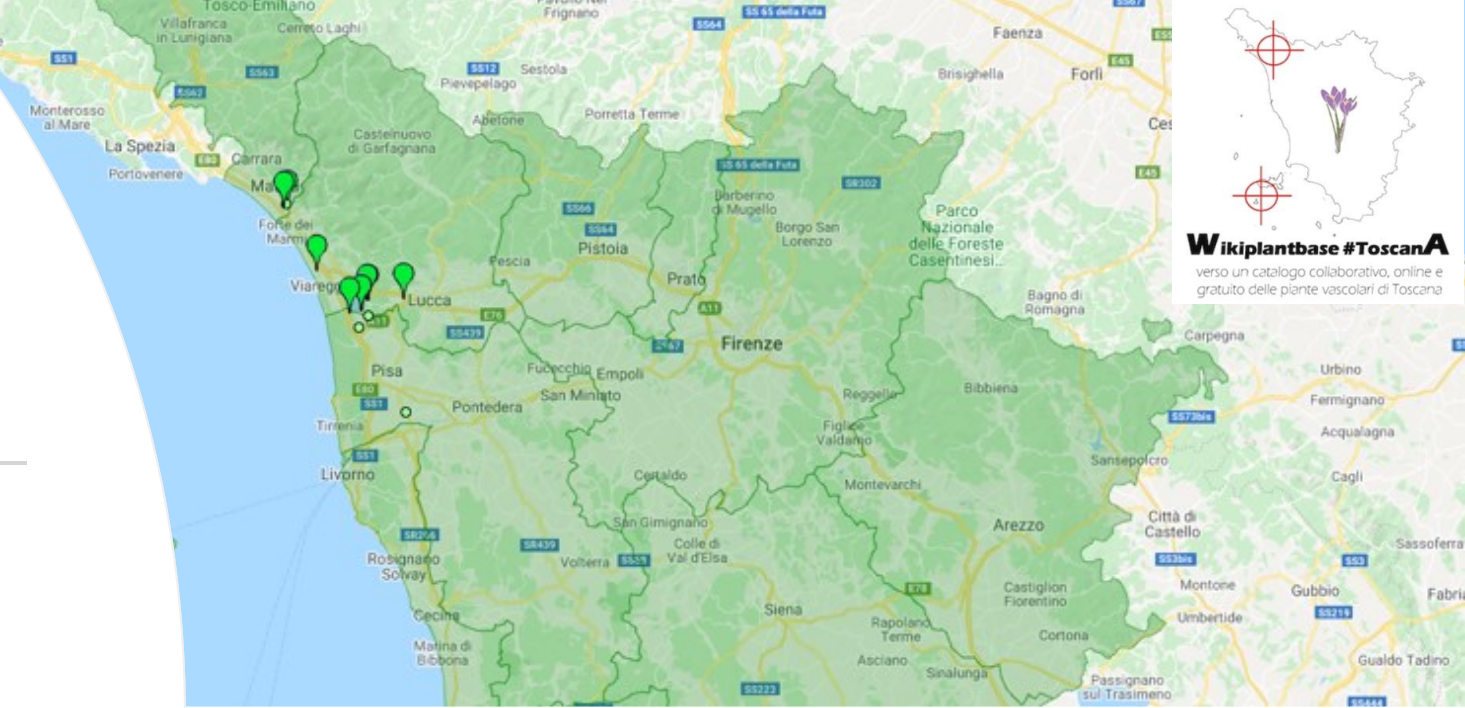 Tosco-Emiliano
Frignano
SS 65 della Futa
SS67
Villafranca
in Lunigiana
Cerreto Laghi
SS64
Faenza
SS1
SS63
SS12
Sestola
Pievepelago
E45
Brisighella
Forlì
SS62
Monterosso
al Mare
Abetone
Porretta Terme
La Spezia
Castelnuovo
di Garfagnana
E80
Carrara
Portovenere
SS 65 della Futa
SR302
E45
Barberino
di Mugello
SS66
SS64
Forte dei
Marmi
Pistoia
Borgo San
Lorenzo
Parco
Nazionale
delle Foreste
Casentinesi...
Wikiplantbase #ToscanA
verso un catalogo collaborativo, online e
gratuito delle piante vascolari di Toscana
Pescia
Prato
Lucca
A11
E76
Bagno di
Romagna
SS439
Firenze
Carpegna
Pisa
Fucecchio
Empoli
Urbino
E80
SS1
San Miniato
Pontedera
Reggello
Bibbiena
Fermignano
SS73bis
Tirrenia
Figline
Valdarno
Acqualagna
SS1
Livorno
Certaldo
Montevarchi
Sansepolcro
Cagli
San Gimignano
Arezzo
Città di
Castello
SR206
SR439
Colle di
Val d'Elsa
Rosignano
Solvay
Volterra
SS3bis
SS3
Montone
Gubbio
E78
Castiglion
Fiorentino
Cecina
Siena
SS219
Umbertide
Rapolano
Terme
Cortona
Marina di
Bibbona
Asciano
Sinalunga
Gualdo Tadino
SS223
Passignano
sul Trasimeno